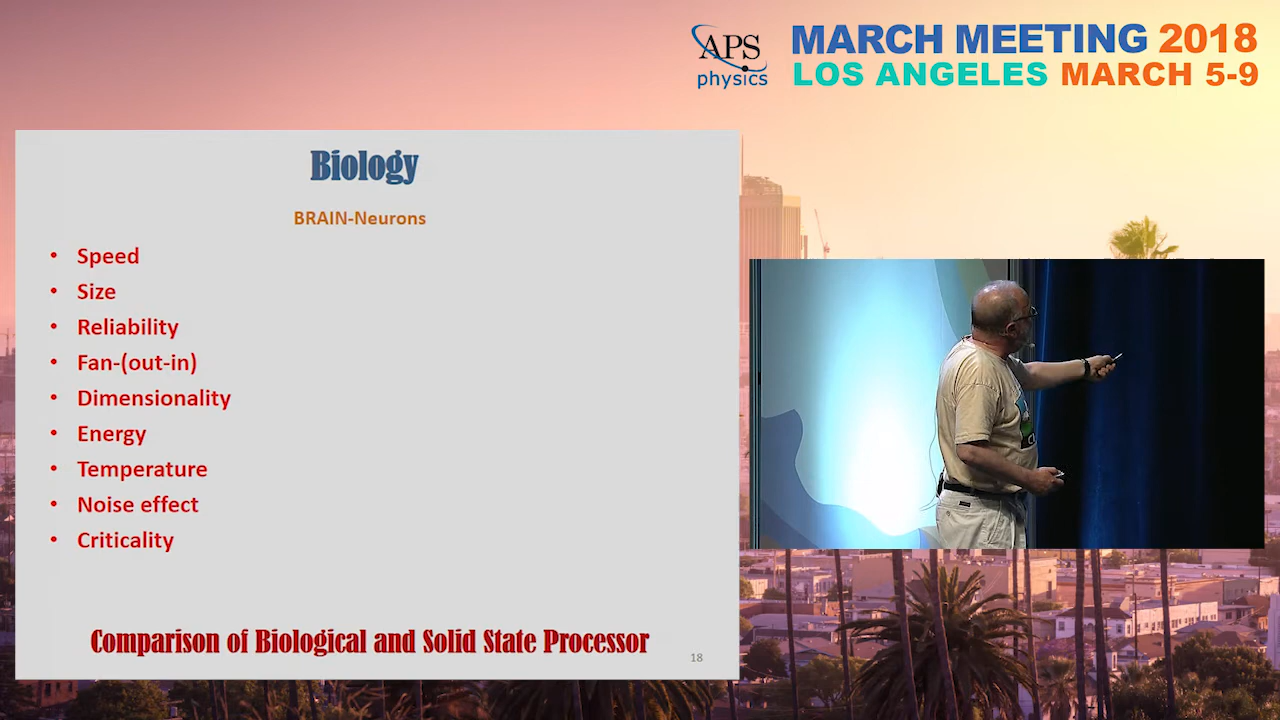 APS
physics
MARCH MEETING 2018
LOS ANGELES MARCH 5-9
Biology
BRAIN-Neurons
• Speed
• Size
• Reliability
• Fan-(out-in)
• Dimensionality
• Energy
• Temperature
• Noise effect
• Criticality
Comparison of Biological and Solid State Processor
18